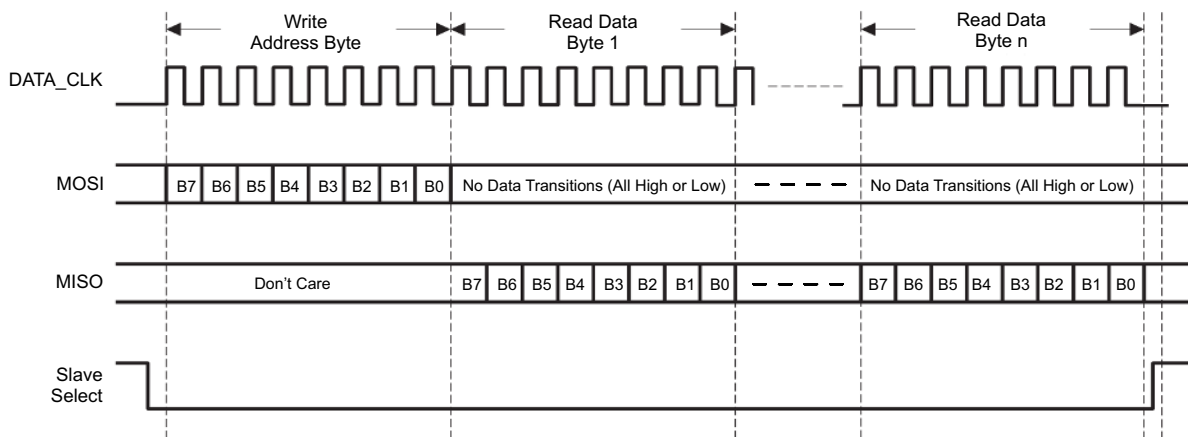 Write
Address Byte
Read Data
Byte 1
Read Data
Byte n
DATA_CLK
MOSI
B7 B6 B5 B4 B3 B2 B1 B0 No Data Transitions (All High or Low) No Data Transitions (All High or Low)
MISO
Don't Care B7 B6 B5 B4 B3 B2 B1 B0 B7 B6 B5 B4 B3 B2 B1 B0
Slave
Select